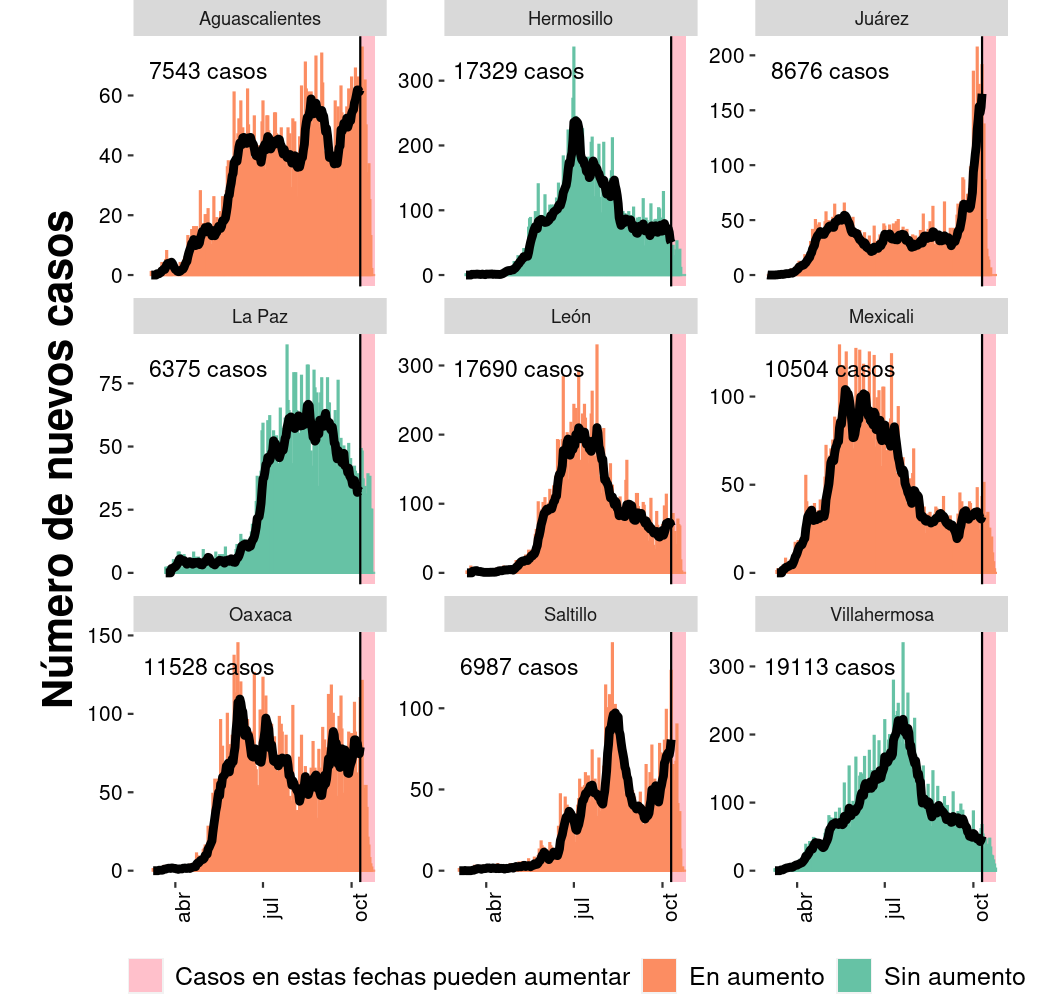 Número de nuevos casos
Aguascalientes
7543 casos
60
40
20
0
Hermosillo
17329 casos
300
200
100
0
Juárez
8676 casos
200
150
100
50
0
La Paz
6375 casos
75
50
25
0
León
17690 casos
300
200
100
0
Mexicali
10504 casos
100
50
0
Oaxaca
11528 casos
150
100
50
0
abr jul oct
Saltillo
6987 casos
100
50
0
abr jul oct
Villahermosa
19113 casos
300
200
100
0
abr jul oct
Casos en estas fechas pueden aumentar En aumento Sin aumento